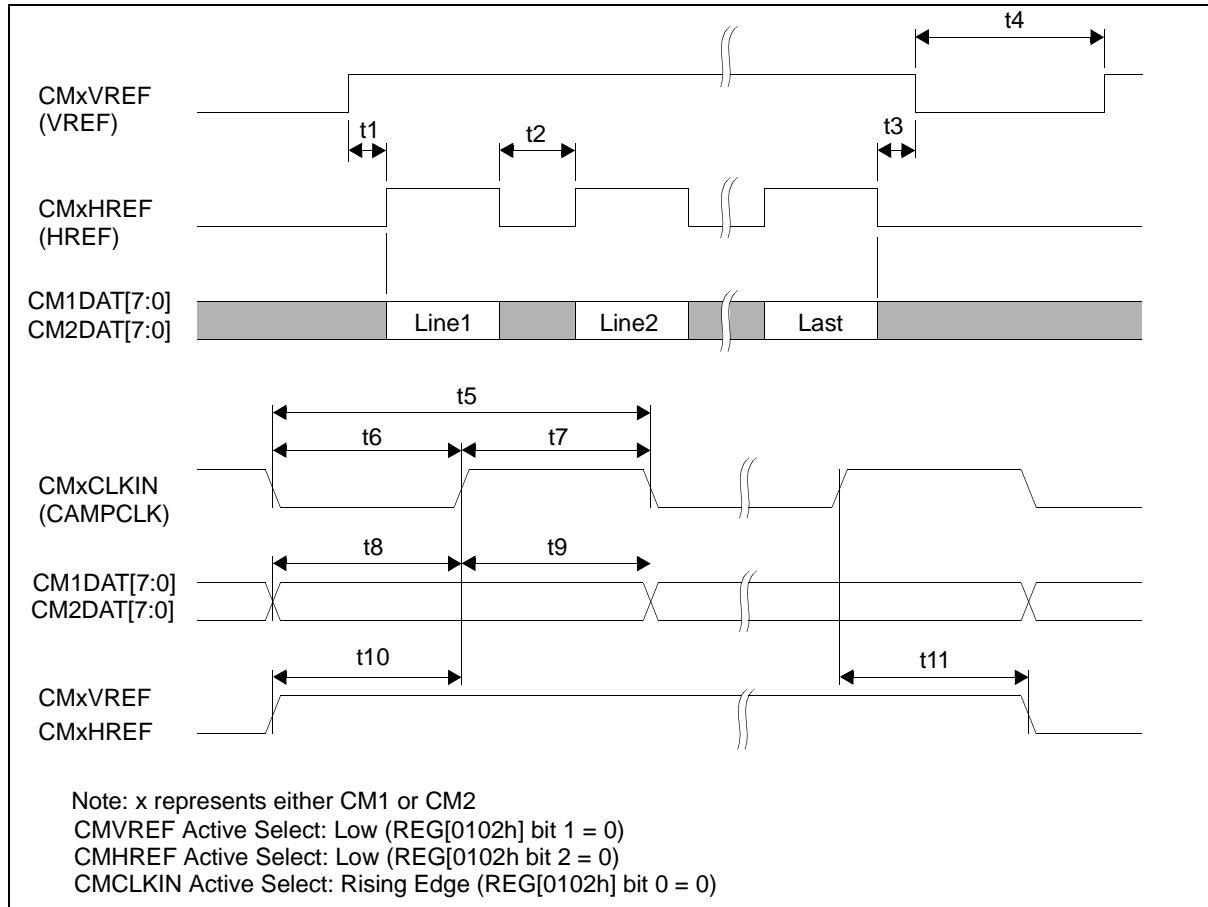 t4
CMxVREF
(VREF)
t1
t2
t3
CMxHREF
(HREF)
CM1DAT[7:0]
CM2DAT[7:0]
Line1
Line2
Last
t5
t6
t7
CMxCLKIN
(CAMPCLK)
t8
t9
CM1DAT[7:0]
CM2DAT[7:0]
t10
t11
CMxVREF
CMxHREF
Note: x represents either CM1 or CM2
CMVREF Active Select: Low (REG[0102h] bit 1 = 0)
CMHREF Active Select: Low (REG[0102h bit 2 = 0)
CMCLKIN Active Select: Rising Edge (REG[0102h] bit 0 = 0)